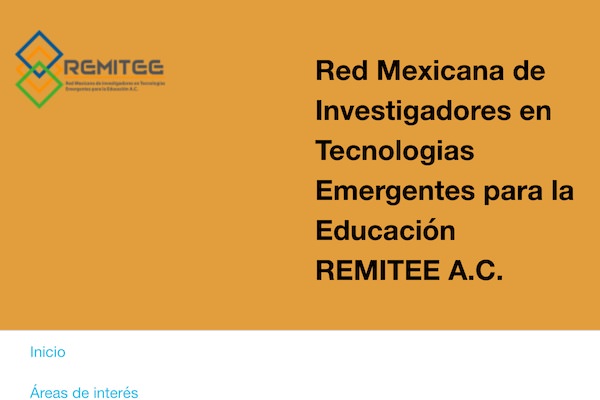 REMITEE
Red Mexicana de Investigadores en Tecnologías
Emergentes para la Educación A.C.
Red Mexicana de
Investigadores en
Tecnologias
Emergentes para la
Educación
REMITEE A.C.
Inicio
Áreas de interés